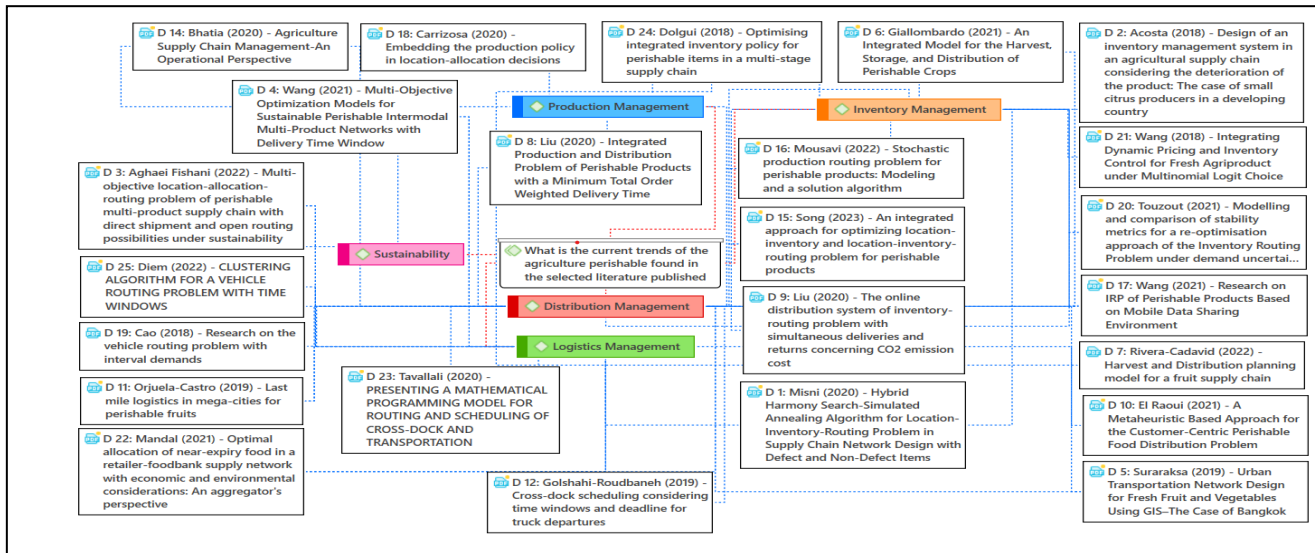 D 14: Bhatia (2020) - Agriculture
Supply Chain Management-An
Operational Perspective
D 18: Carrizosa (2020) -
Embedding the production policy
in location-allocation decisions
D 24: Dolgui (2018) - Optimising
integrated inventory policy for
perishable items in a multi-stage
supply chain
D 6: Giallombardo (2021) - An
Integrated Model for the Harvest,
Storage, and Distribution of
Perishable Crops
D 2: Acosta (2018) - Design of an
inventory management system in
an agricultural supply chain
considering the deterioration of
the product: The case of small
citrus producers in a developing
country
D 4: Wang (2021) - Multi-Objective
Optimization Models for
Sustainable Perishable Intermodal
Multi-Product Networks with
Delivery Time Window
Production Management
Inventory Management
D 8: Liu (2020) - Integrated
Production and Distribution
Problem of Perishable Products
with a Minimum Total Order
Weighted Delivery Time
D 16: Mousavi (2022) - Stochastic
production routing problem for
perishable products: Modeling
and a solution algorithm
D 21: Wang (2018) - Integrating
Dynamic Pricing and Inventory
Control for Fresh Agriproduct
under Multinomial Logit Choice
D 3: Aghaei Fishani (2022) - Multi-
objective location-allocation-
routing problem of perishable
multi-product supply chain with
direct shipment and open routing
possibilities under sustainability
D 20: Touzout (2021) - Modelling
and comparison of stability
metrics for a re-optimisation
approach of the Inventory Routing
Problem under demand uncertai...
D 15: Song (2023) - An integrated
approach for optimizing location-
inventory and location-inventory-
routing problem for perishable
products
Sustainability
What is the current trends of the
agriculture perishable found in
the selected literature published
D 25: Diem (2022) - CLUSTERING
ALGORITHM FOR A VEHICLE
ROUTING PROBLEM WITH TIME
WINDOWS
Distribution Management
D 9: Liu (2020) - The online
distribution system of inventory-
routing problem with
simultaneous deliveries and
returns concerning CO2 emission
cost
D 17: Wang (2021) - Research on
IRP of Perishable Products Based
on Mobile Data Sharing
Environment
D 19: Cao (2018) - Research on the
vehicle routing problem with
interval demands
Logistics Management
D 7: Rivera-Cadavid (2022) -
Harvest and Distribution planning
model for a fruit supply chain
D 11: Orjuela-Castro (2019) - Last
mile logistics in mega-cities for
perishable fruits
D 23: Tavallali (2020) -
PRESENTING A MATHEMATICAL
PROGRAMMING MODEL FOR
ROUTING AND SCHEDULING OF
CROSS-DOCK AND
TRANSPORTATION
D 1: Misni (2020) - Hybrid
Harmony Search-Simulated
Annealing Algorithm for Location-
Inventory-Routing Problem in
Supply Chain Network Design with
Defect and Non-Defect Items
D 10: El Raoui (2021) - A
Metaheuristic Based Approach for
the Customer-Centric Perishable
Food Distribution Problem
D 22: Mandal (2021) - Optimal
allocation of near-expiry food in a
retailer-foodbank supply network
with economic and environmental
considerations: An aggregator's
perspective
D 12: Golshahi-Roudbaneh (2019) -
Cross-dock scheduling considering
time windows and deadline for
truck departures
D 5: Suraraksa (2019) - Urban
Transportation Network Design
for Fresh Fruit and Vegetables
Using GIS–The Case of Bangkok